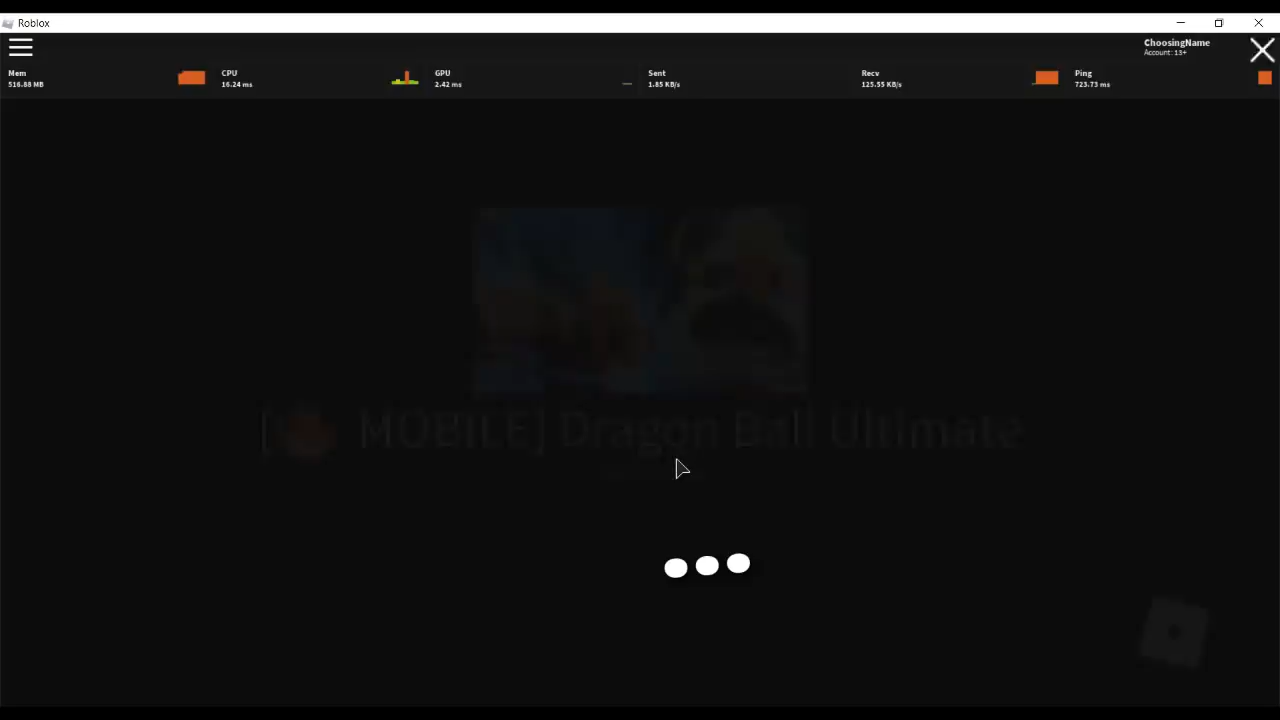 Roblox
ChoosingName
Account: 13+
Mem
516.88 MB
CPU
16.24 ms
GPU
2.42 ms
Sent
1.85 KB/s
Recv
125.55 KB/s
Ping
723.73 ms
[🔥 MOBILE] Dragon Ball Ultimate